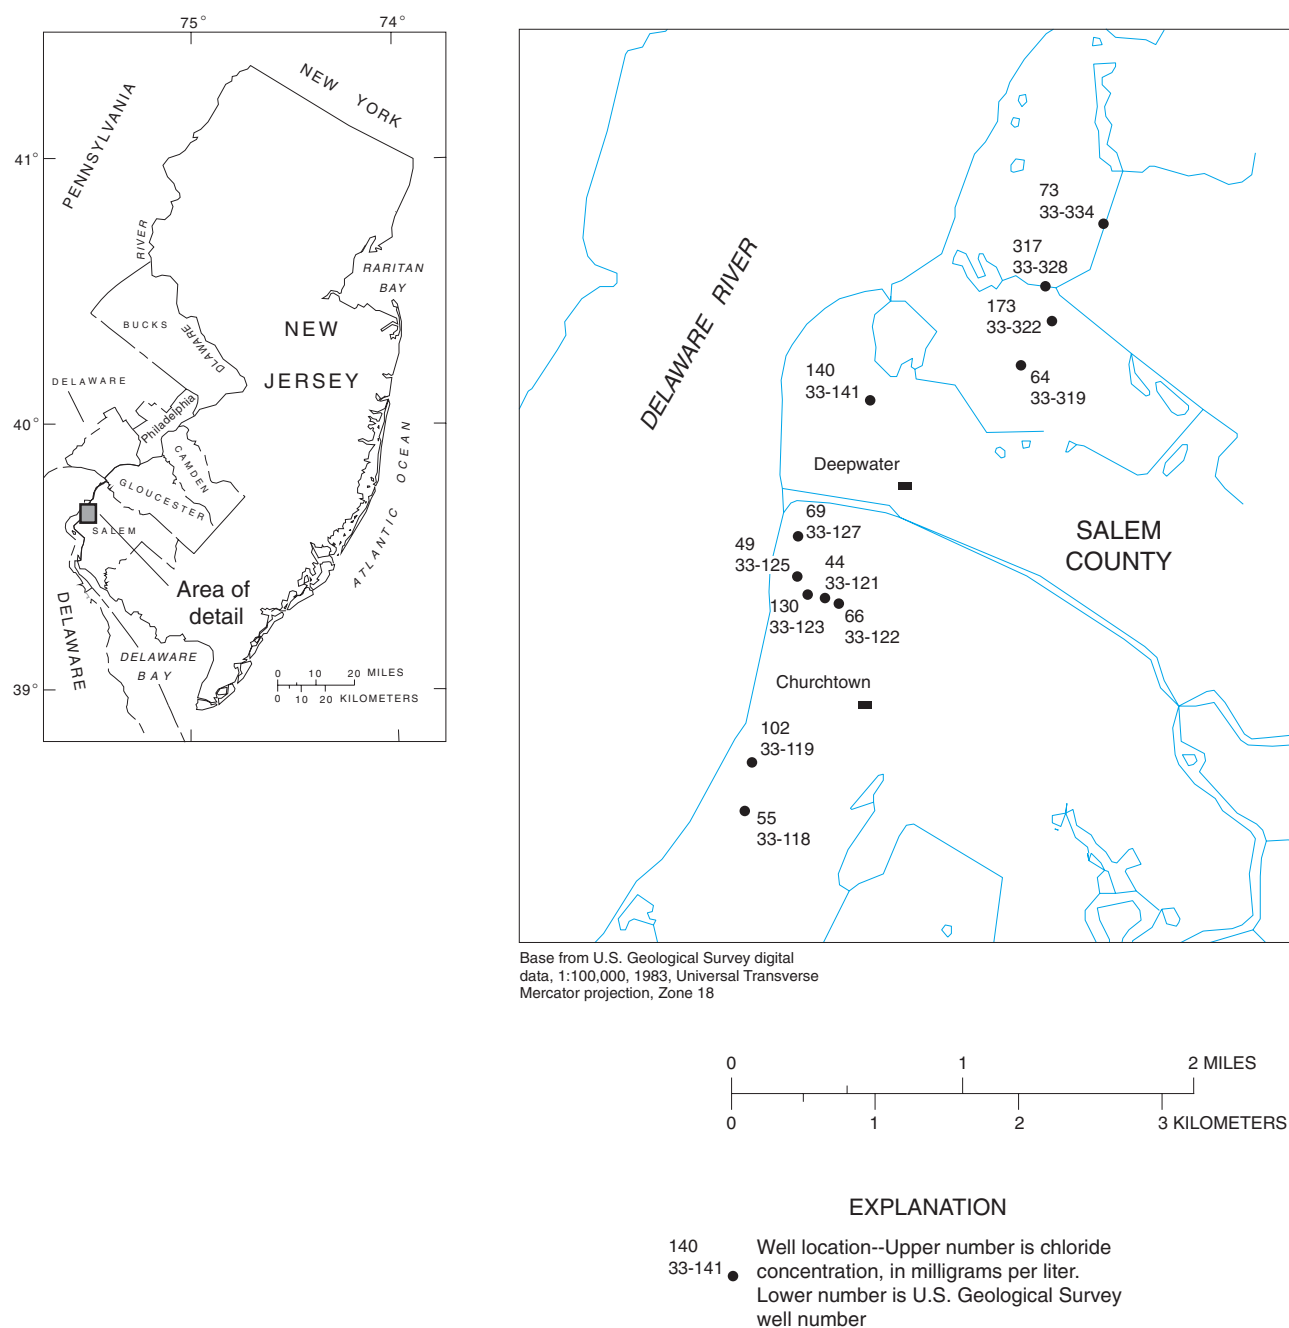 75°
74°
41°
40°
39°
PENNSYLVANIA
NEW YORK
RIVER
RARITAN
BAY
BUCKS
DLAWARE
NEW
JERSEY
DELAWARE
Philadelphia
CAMDEN
GLOUCESTER
SALEM
ATLANTIC OCEAN
Area of
detail
DELAWARE
DELAWARE
BAY
0 10 20 MILES
0 10 20 KILOMETERS
DELAWARE RIVER
73
33-334
317
33-328
173
33-322
64
33-319
140
33-141
Deepwater
SALEM
COUNTY
69
33-127
49
33-125
44
33-121
130
33-123
66
33-122
Churchtown
102
33-119
55
33-118
Base from U.S. Geological Survey digital
data, 1:100,000, 1983, Universal Transverse
Mercator projection, Zone 18
0 1 2 MILES
0 1 2 3 KILOMETERS
EXPLANATION
140
33-141
Well location--Upper number is chloride
concentration, in milligrams per liter.
Lower number is U.S. Geological Survey
well number